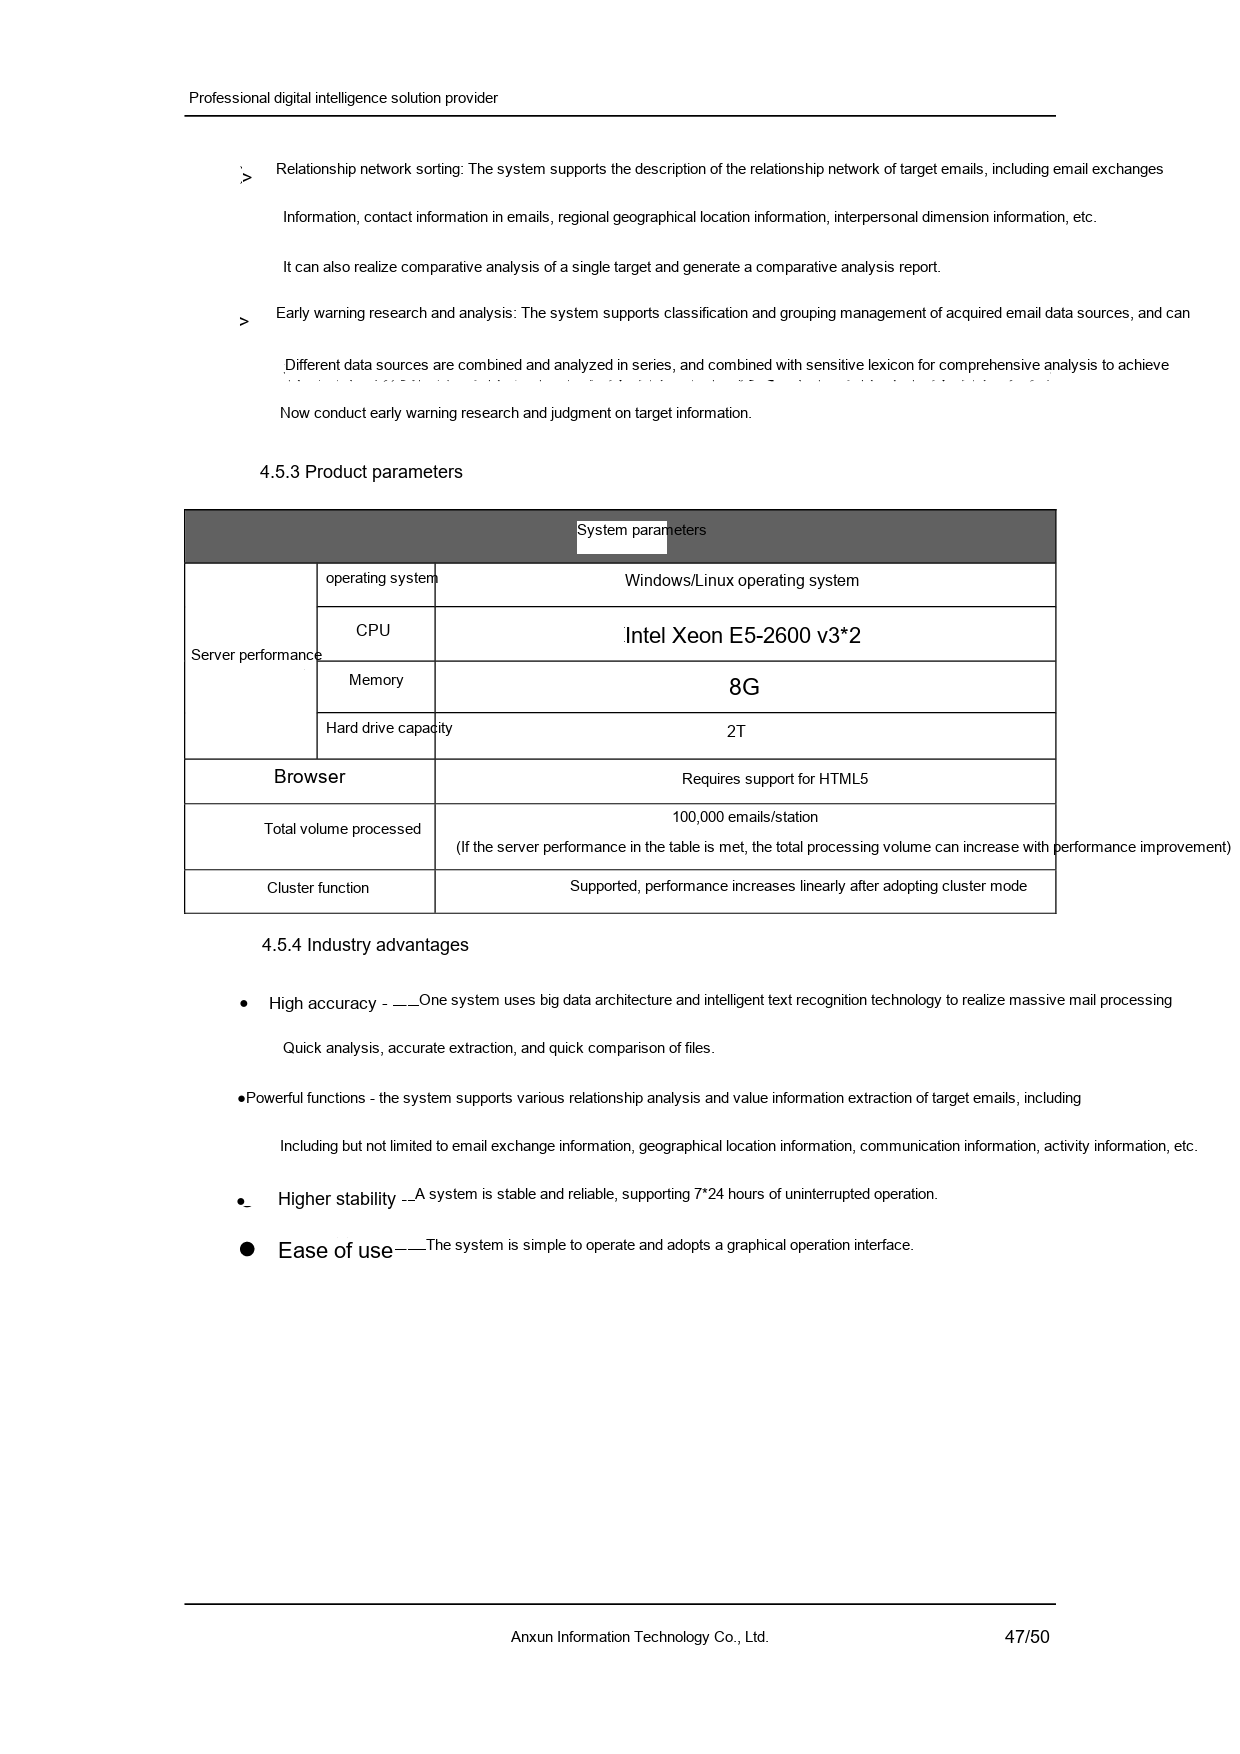 Professional digital intelligence solution provider
> Relationship network sorting: The system supports the description of the relationship network of target emails, including email exchanges
Information, contact information in emails, regional geographical location information, interpersonal dimension information, etc.
It can also realize comparative analysis of a single target and generate a comparative analysis report.
> Early warning research and analysis: The system supports classification and grouping management of acquired email data sources, and can
Different data sources are combined and analyzed in series, and combined with sensitive lexicon for comprehensive analysis to achieve
Now conduct early warning research and judgment on target information.
4.5.3 Product parameters
System parameters
operating system Windows/Linux operating system
CPU Intel Xeon E5-2600 v3*2
Server performance
Memory 8G
Hard drive capacity 2T
Browser Requires support for HTML5
Total volume processed 100,000 emails/station
(If the server performance in the table is met, the total processing volume can increase with performance improvement)
Cluster function Supported, performance increases linearly after adopting cluster mode
4.5.4 Industry advantages
● High accuracy - ——One system uses big data architecture and intelligent text recognition technology to realize massive mail processing
Quick analysis, accurate extraction, and quick comparison of files.
●Powerful functions - the system supports various relationship analysis and value information extraction of target emails, including
Including but not limited to email exchange information, geographical location information, communication information, activity information, etc.
● Higher stability --A system is stable and reliable, supporting 7*24 hours of uninterrupted operation.
● Ease of use——The system is simple to operate and adopts a graphical operation interface.
Anxun Information Technology Co., Ltd. 47/50